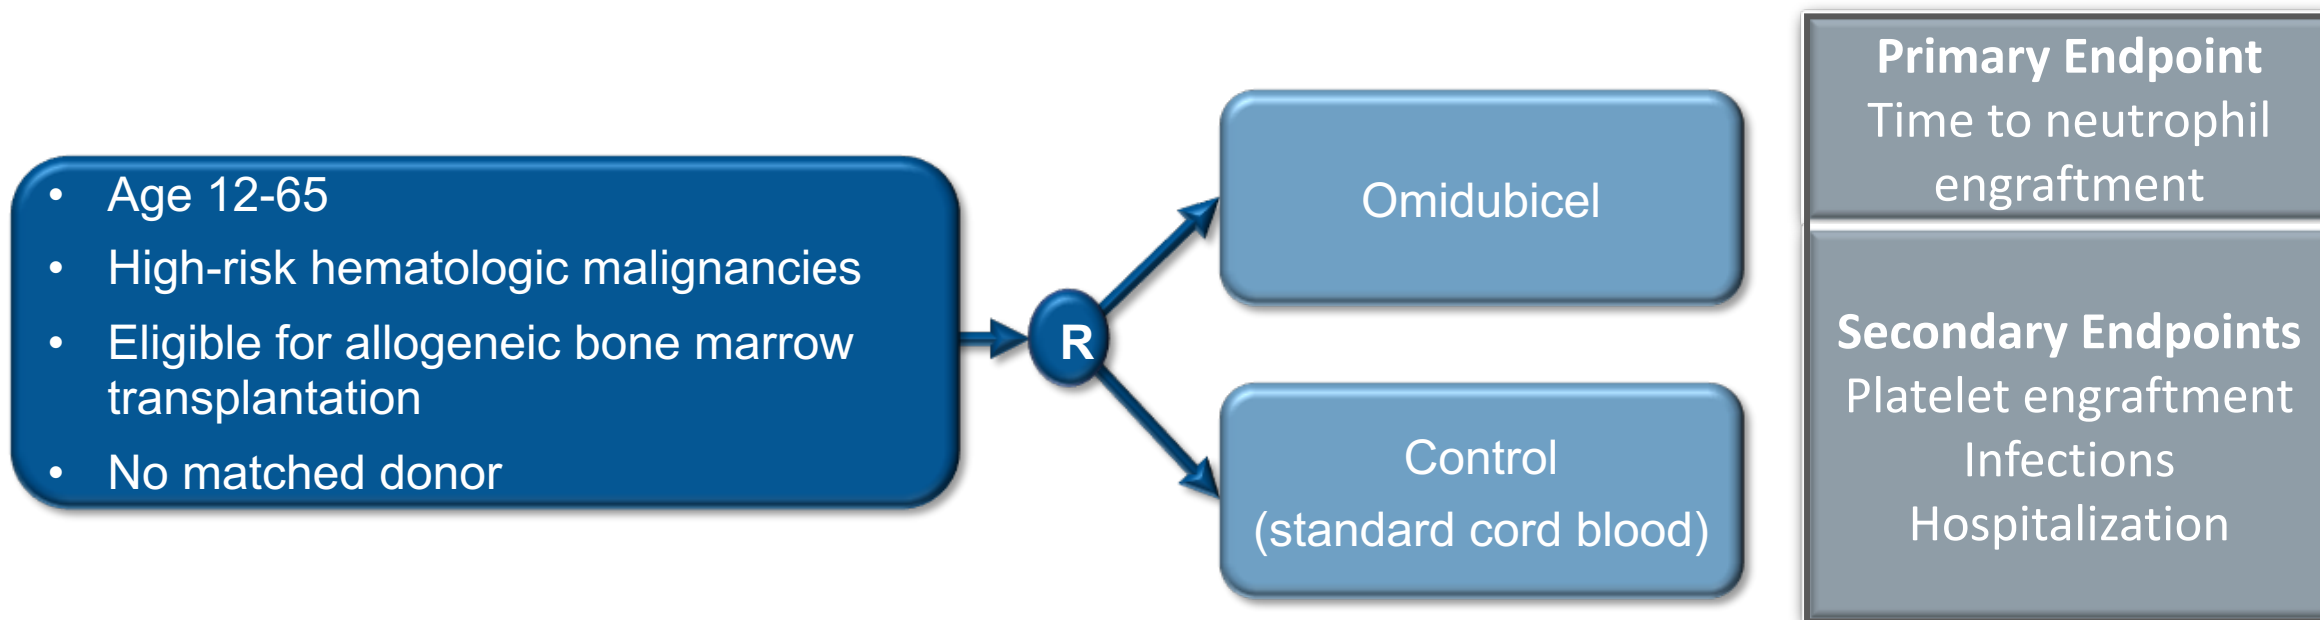 • Age 12-65
• High-risk hematologic malignancies
• Eligible for allogeneic bone marrow
transplantation
• No matched donor
R
Omidubicel
Control
(standard cord blood)
Primary Endpoint
Time to neutrophil
engraftment
Secondary Endpoints
Platelet engraftment
Infections
Hospitalization